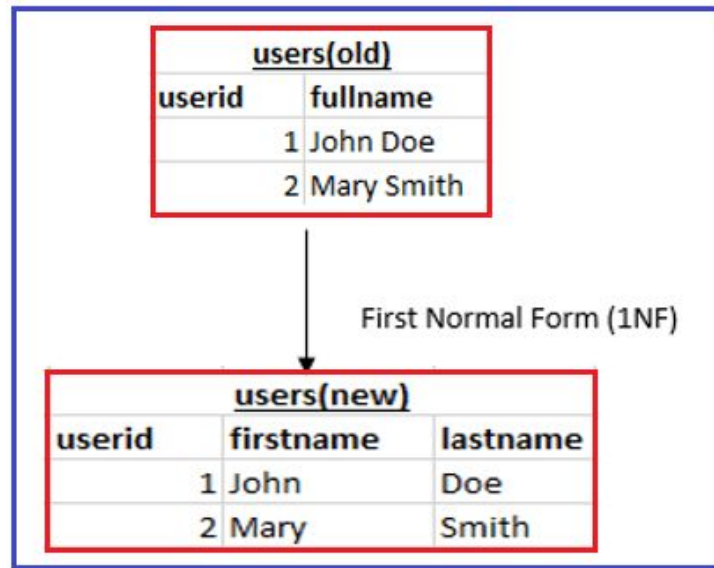 users(old)
userid fullname
1 John Doe
2 Mary Smith
First Normal Form (1NF)
users(new)
userid firstname lastname
1 John Doe
2 Mary Smith